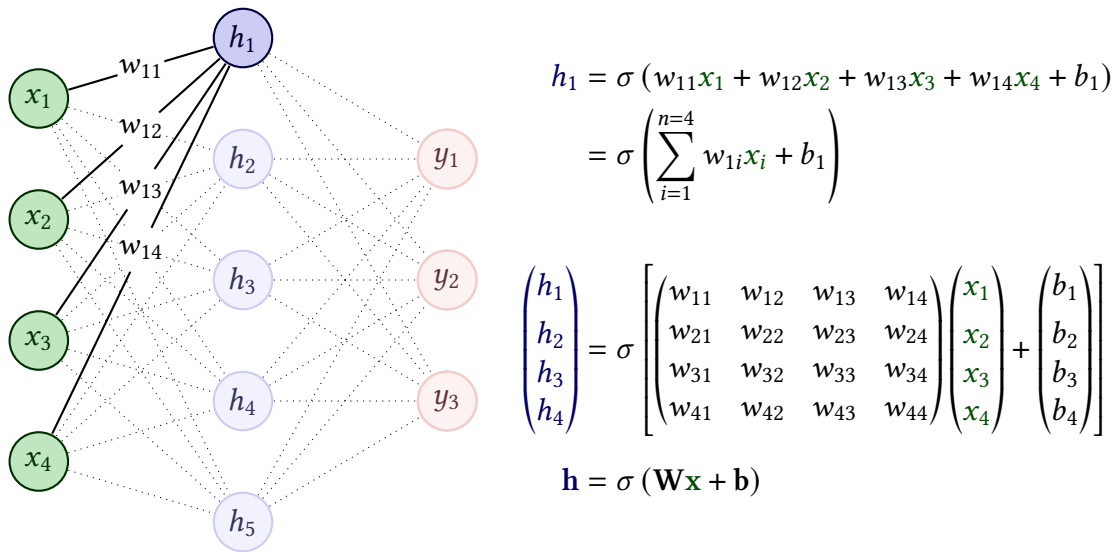 x₁
x₂
x₃
x₄
w₁₁
w₁₂
w₁₃
w₁₄
h₁
h₂
h₃
h₄
h₅
y₁
y₂
y₃
h₁ = σ (w₁₁x₁ + w₁₂x₂ + w₁₃x₃ + w₁₄x₄ + b₁)
= σ (∑ᵢ₌₁ⁿ⁼⁴ w₁ᵢxᵢ + b₁)
(h₁ h₂ h₃ h₄) = σ [(w₁₁ w₁₂ w₁₃ w₁₄
w₂₁ w₂₂ w₂₃ w₂₄
w₃₁ w₃₂ w₃₃ w₃₄
w₄₁ w₄₂ w₄₃ w₄₄) (x₁ x₂ x₃ x₄) + (b₁ b₂ b₃ b₄)]
h = σ (Wx + b)